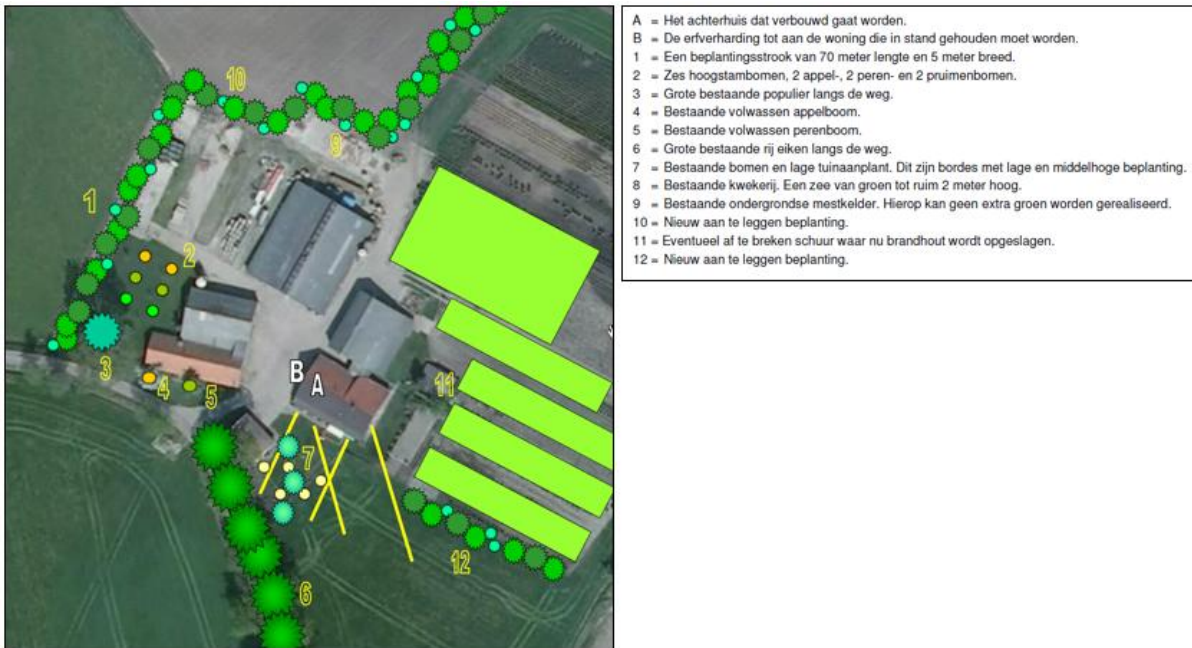 10
9
1
2
3
4
5
B
A
11
7
12
6
A = Het achterhuis dat verbouwd gaat worden.
B = De erfverharding tot aan de woning die in stand gehouden moet worden.
1 = Een beplantingsstrook van 70 meter lengte en 5 meter breed.
2 = Zes hoogstambomen, 2 appel-, 2 peren- en 2 pruimenbomen.
3 = Grote bestaande populier langs de weg.
4 = Bestaande volwassen appelboom.
5 = Bestaande volwassen perenboom.
6 = Grote bestaande rij eiken langs de weg.
7 = Bestaande bomen en lage tuinaanplant. Dit zijn bordes met lage en middelhoge beplanting.
8 = Bestaande kwekerij. Een zee van groen tot ruim 2 meter hoog.
9 = Bestaande ondergrondse mestkelder. Hierop kan geen extra groen worden gerealiseerd.
10 = Nieuw aan te leggen beplanting.
11 = Eventueel af te breken schuur waar nu brandhout wordt opgeslagen.
12 = Nieuw aan te leggen beplanting.